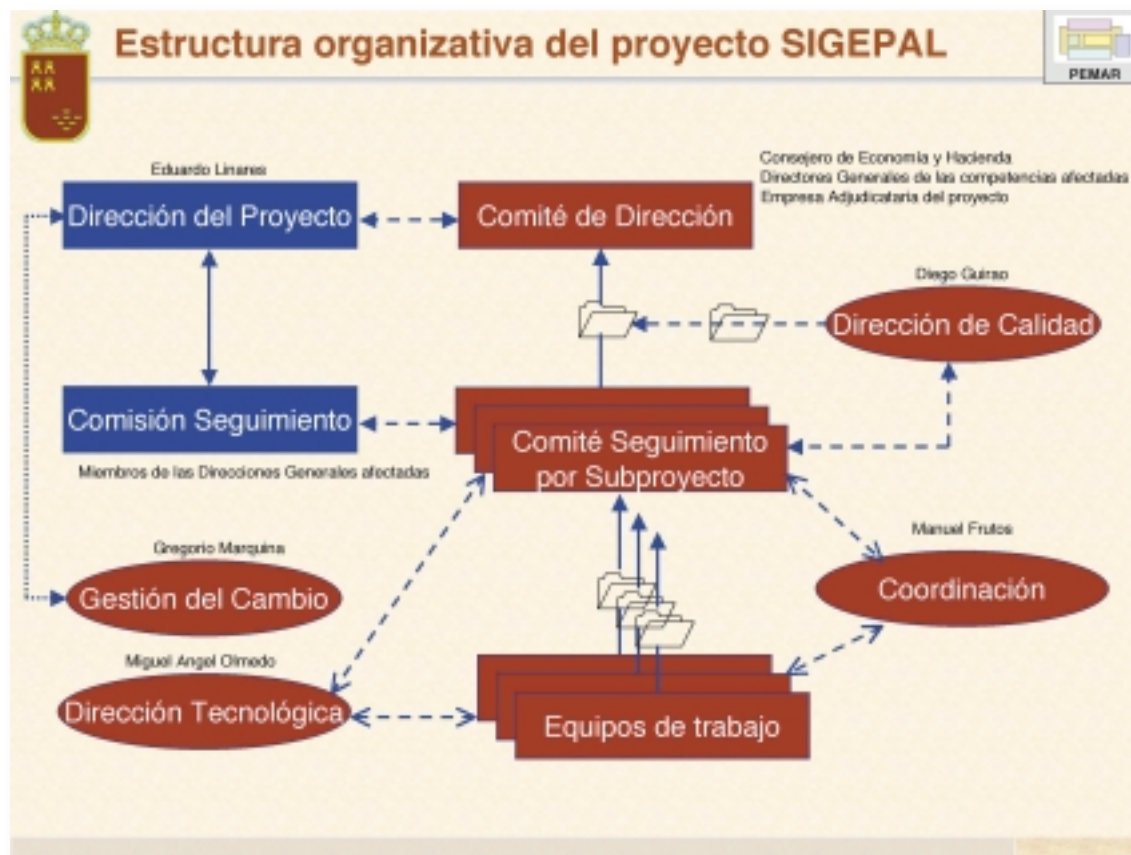 Estructura organizativa del proyecto SIGEPAL
PEMAR
Eduardo Linares
Dirección del Proyecto
Comité de Dirección
Consejero de Economía y Hacienda
Directores Generales de las competencias afectadas
Empresa Adjudicataria del proyecto
Diego Guirao
Dirección de Calidad
Comisión Seguimiento
Miembros de las Direcciones Generales afectadas
Comité Seguimiento
por Subproyecto
Gregorio Marquina
Gestión del Cambio
Manuel Frutos
Coordinación
Miguel Angel Olmedo
Dirección Tecnológica
Equipos de trabajo